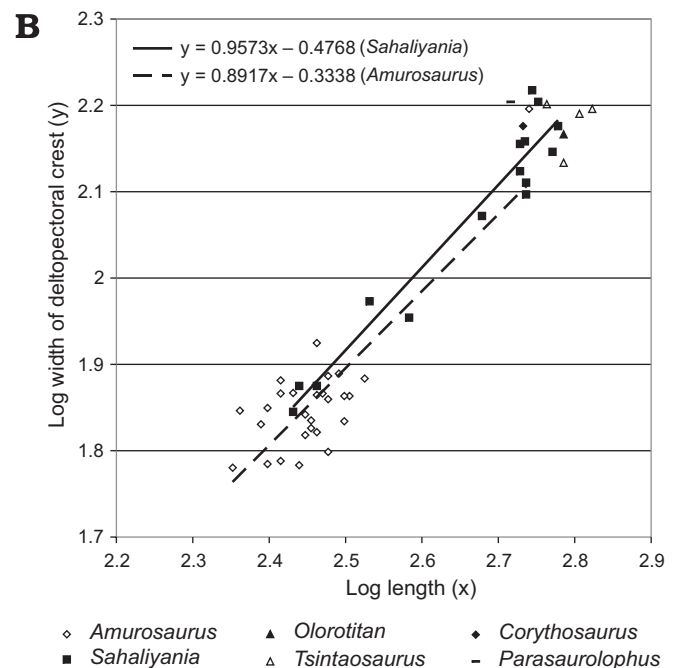 B
2.3
y = 0.9573x – 0.4768 (Sahaliyania)
y = 0.8917x – 0.3338 (Amurosaurus)
2.2
2.1
2
1.9
1.8
1.7
Log width of deltopectoral crest (y)
2.2 2.3 2.4 2.5 2.6 2.7 2.8 2.9
Log length (x)
Amurosaurus Olorotitan Corythosaurus
Sahaliyania Tsintaosaurus Parasaurolophus